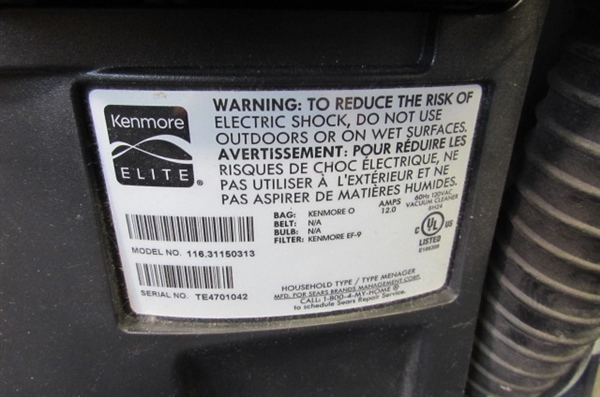 Kenmore
ELITE®
WARNING: TO REDUCE THE RISK OF
ELECTRIC SHOCK, DO NOT USE
OUTDOORS OR ON WET SURFACES.
AVERTISSEMENT: POUR RÉDUIRE LES
RISQUES DE CHOC ÉLECTRIQUE, NE
PAS UTILISER À L'EXTÉRIEUR ET NE
PAS ASPIRER DE MATIÈRES HUMIDES.
BAG: KENMORE O
BELT: N/A
BULB: N/A
FILTER: KENMORE EF-9
AMPS
12.0
60Hz 120VAC
VACUUM CLEANER
8H24
C UL US
LISTED
MODEL NO. 116.31150313
SERIAL NO. TE4701042
HOUSEHOLD TYPE / TYPE MENAGER
MFD. FOR SEARS BRANDS MANAGEMENT CORP.
CALL: 1-800-4-MY-HOME®
to schedule Sears Repair Service.